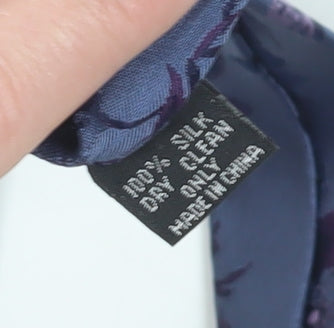 100% SILK
DRY CLEAN
ONLY
MADE IN CHINA